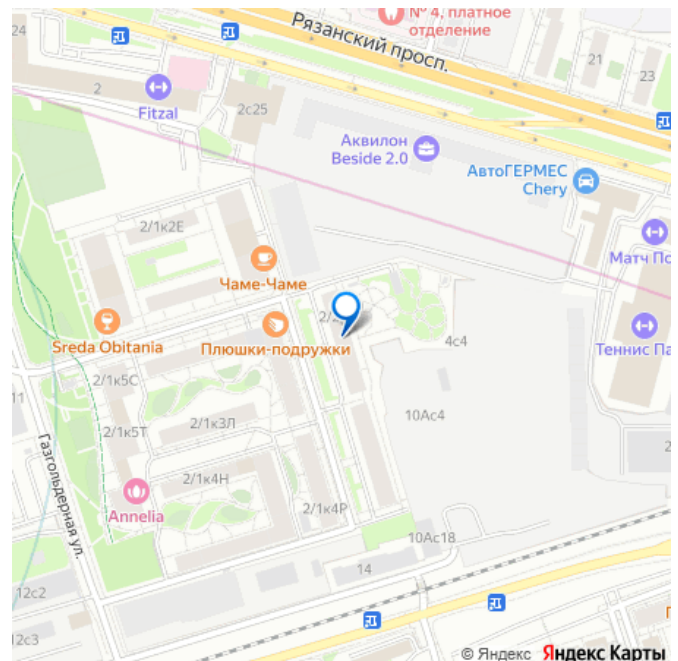 № 4, платное
отделение
Рязанский просп.
21
23
2
Fitzal
2с25
Аквилон
Beside 2.0
АвтоГЕРМЕС
Chery
2/1к2Е
Матч По
Чаме-Чаме
2/2
Sreda Obitania
Плюшки-подружки
4с4
Теннис Па
2/1к5С
11
10Ас4
2/1к3Л
2/1к5Т
2
Газгольдерная ул.
2/1к4Н
Annelia
2/1к4Р
10Ас18
14
12с2
12с3
П
© Яндекс Яндекс Карты